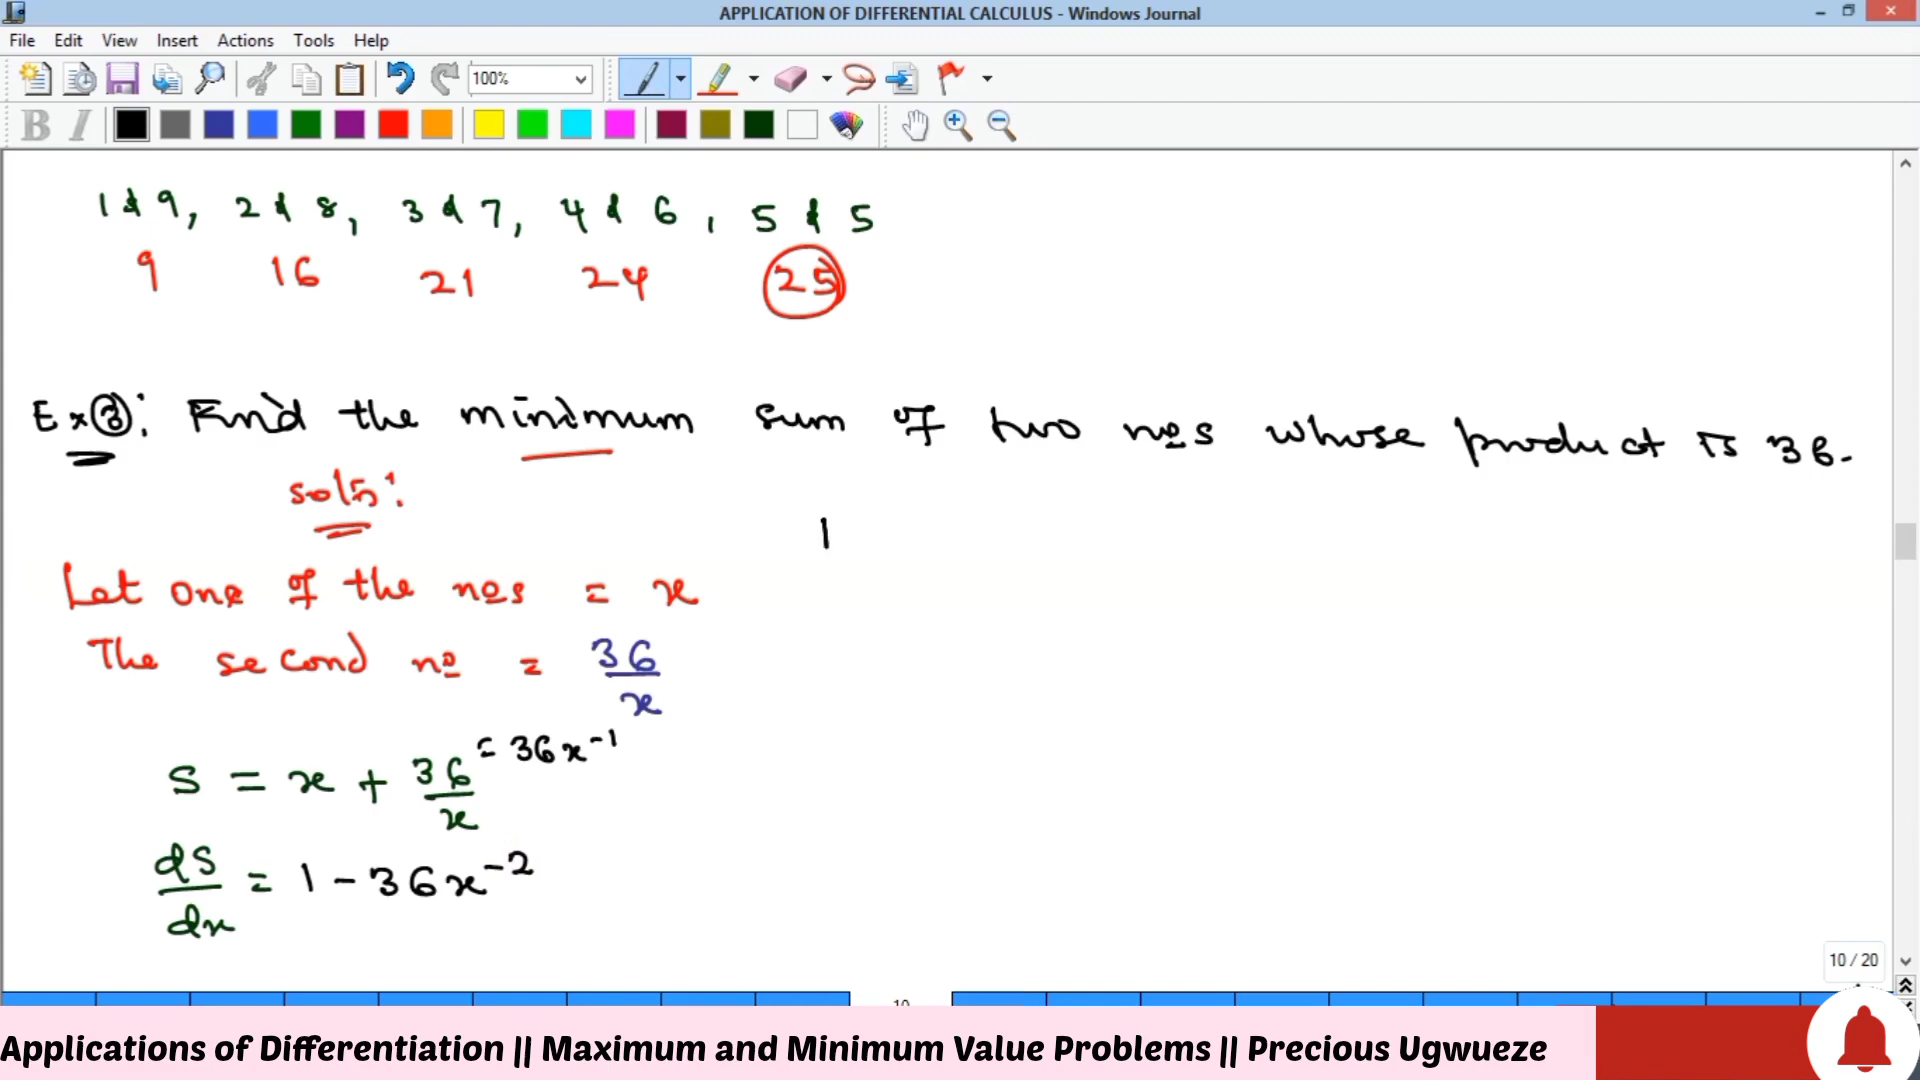 APPLICATION OF DIFFERENTIAL CALCULUS - Windows Journal
File Edit View Insert Actions Tools Help
100%
B I
1 & 9, 2 & 8, 3 & 7, 4 & 6, 5 & 5
9 16 21 24 25
Ex③: Find the minimum sum of two nos whose product is 36.
soln:
1
Let one of the nos = x
The second no = 36/x
S = x + 36/x = 36x⁻¹
dS/dx = 1 - 36x⁻²
10 / 20
Applications of Differentiation || Maximum and Minimum Value Problems || Precious Ugwueze